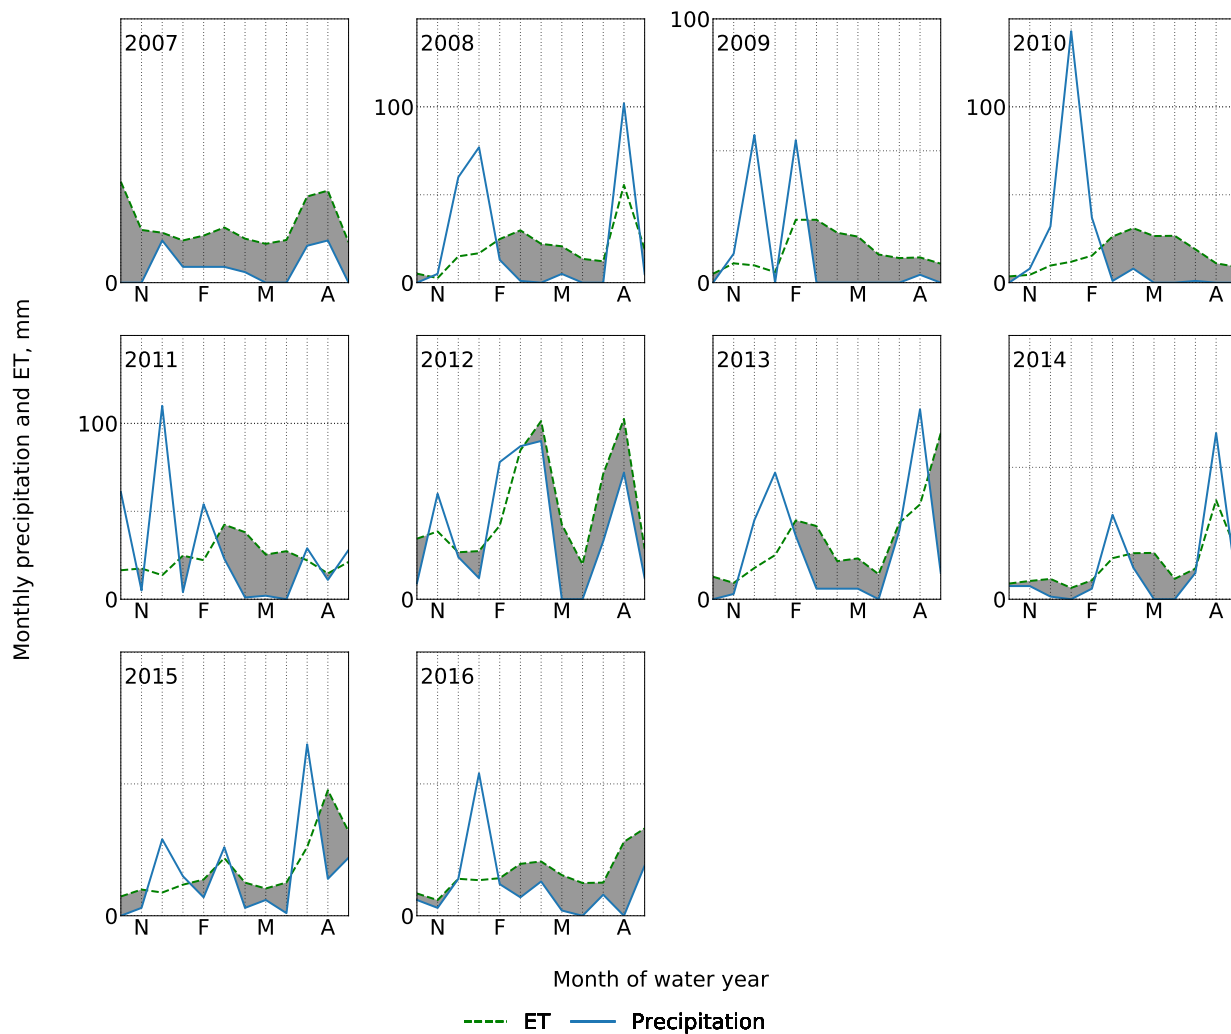 2007
2008
2009
2010
100
100
100
0
0
0
0
N F M A
N F M A
N F M A
N F M A
2011
2012
2013
2014
100
0
0
0
0
N F M A
N F M A
N F M A
N F M A
2015
2016
0
0
N F M A
N F M A
Monthly precipitation and ET, mm
Month of water year
ET
Precipitation